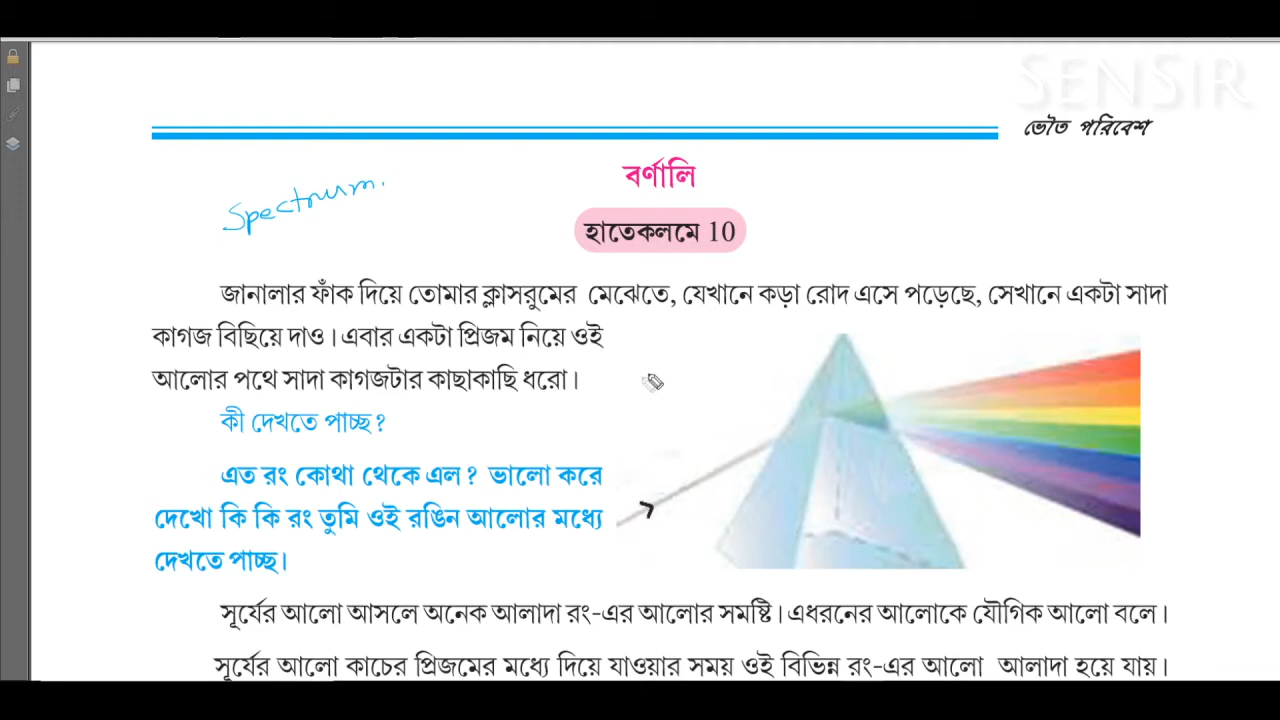 SENSIR
ভৌত পরিবেশ
বর্ণালি
Spectrum.
হাতেকলমে 10
জানালার ফাঁক দিয়ে তোমার ক্লাসরুমের মেঝেতে, যেখানে কড়া রোদ এসে পড়েছে, সেখানে একটা সাদা
কাগজ বিছিয়ে দাও। এবার একটা প্রিজম নিয়ে ওই
আলোর পথে সাদা কাগজটার কাছাকাছি ধরো।
কী দেখতে পাচ্ছ?
এত রং কোথা থেকে এল? ভালো করে
দেখো কি কি রং তুমি ওই রঙিন আলোর মধ্যে
দেখতে পাচ্ছ।
সূর্যের আলো আসলে অনেক আলাদা রং-এর আলোর সমষ্টি। এধরনের আলোকে যৌগিক আলো বলে।
সূর্যের আলো কাচের প্রিজমের মধ্যে দিয়ে যাওয়ার সময় ওই বিভিন্ন রং-এর আলো আলাদা হয়ে যায়।